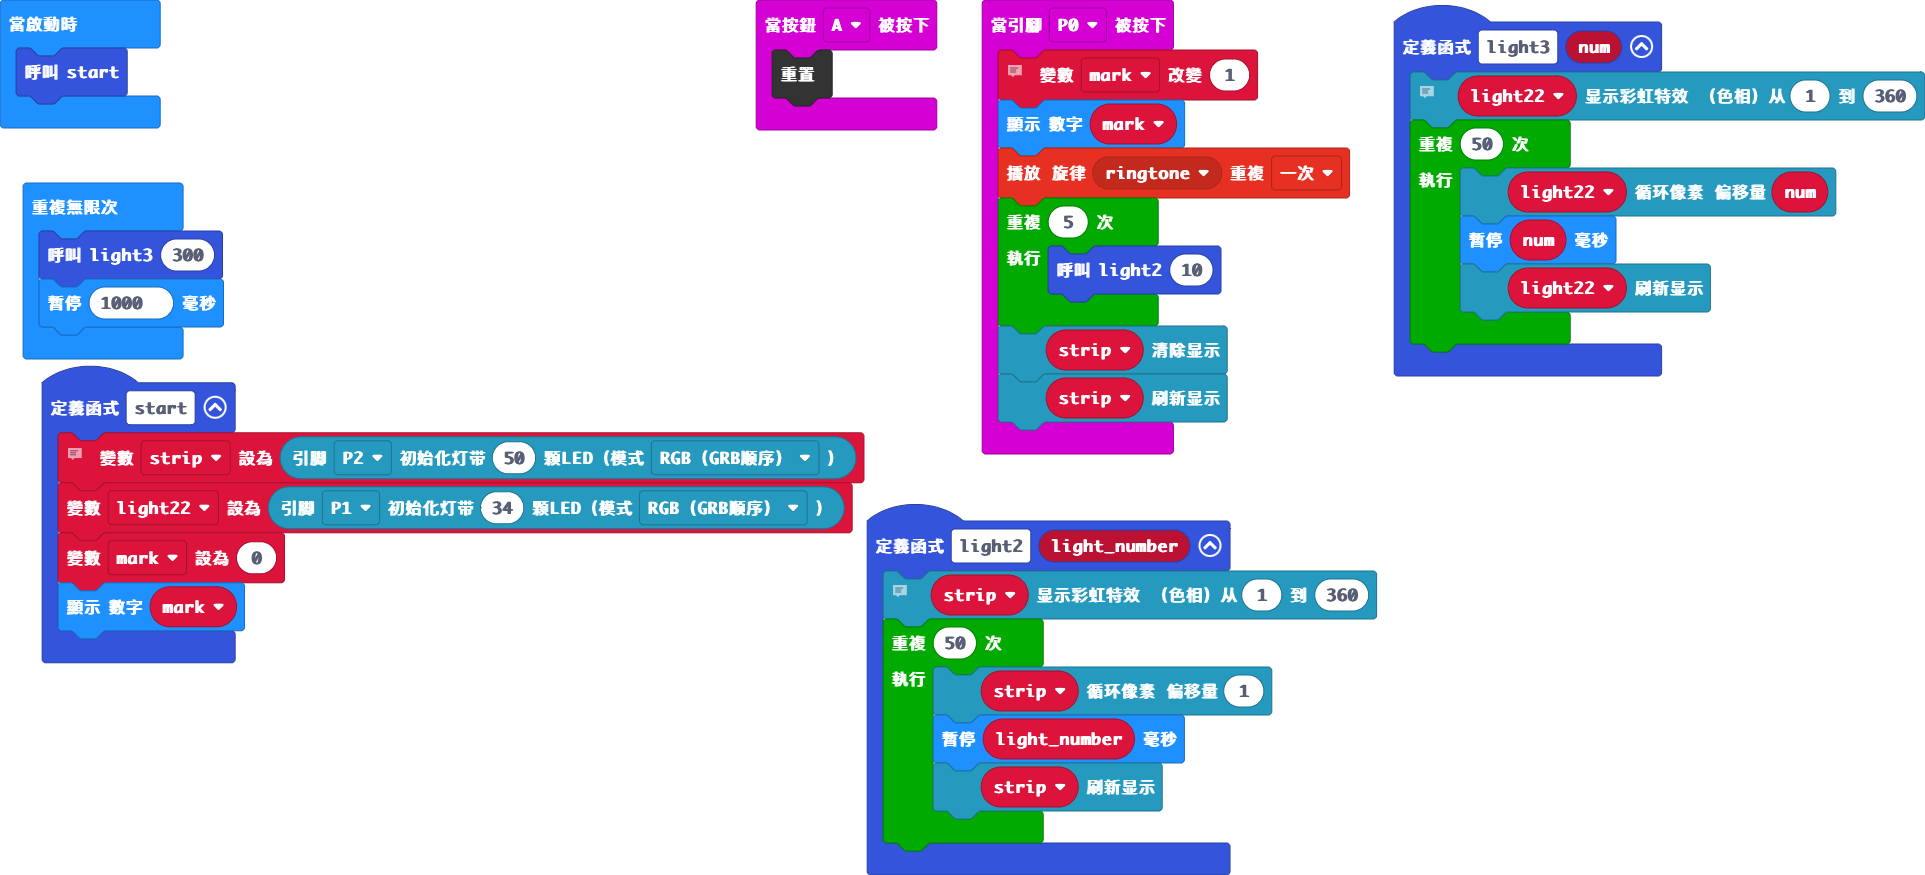 當啟動時
呼叫 start
重複無限次
呼叫 light3 300
暫停 1000 毫秒
定義函式 start
變數 strip 設為 引脚 P2 初始化灯带 50 顆LED（模式 RGB（GRB顺序） ）
變數 light22 設為 引脚 P1 初始化灯带 34 顆LED（模式 RGB（GRB顺序） ）
變數 mark 設為 0
顯示 數字 mark
當按鈕 A 被按下
重置
當引腳 P0 被按下
變數 mark 改變 1
顯示 數字 mark
播放 旋律 ringtone 重複 一次
重複 5 次
執行
呼叫 light2 10
strip 清除显示
strip 刷新显示
定義函式 light2 light_number
strip 显示彩虹特效 （色相）从 1 到 360
重複 50 次
執行
strip 循环像素 偏移量 1
暫停 light_number 毫秒
strip 刷新显示
定義函式 light3 num
light22 显示彩虹特效 （色相）从 1 到 360
重複 50 次
執行
light22 循环像素 偏移量 num
暫停 num 毫秒
light22 刷新显示